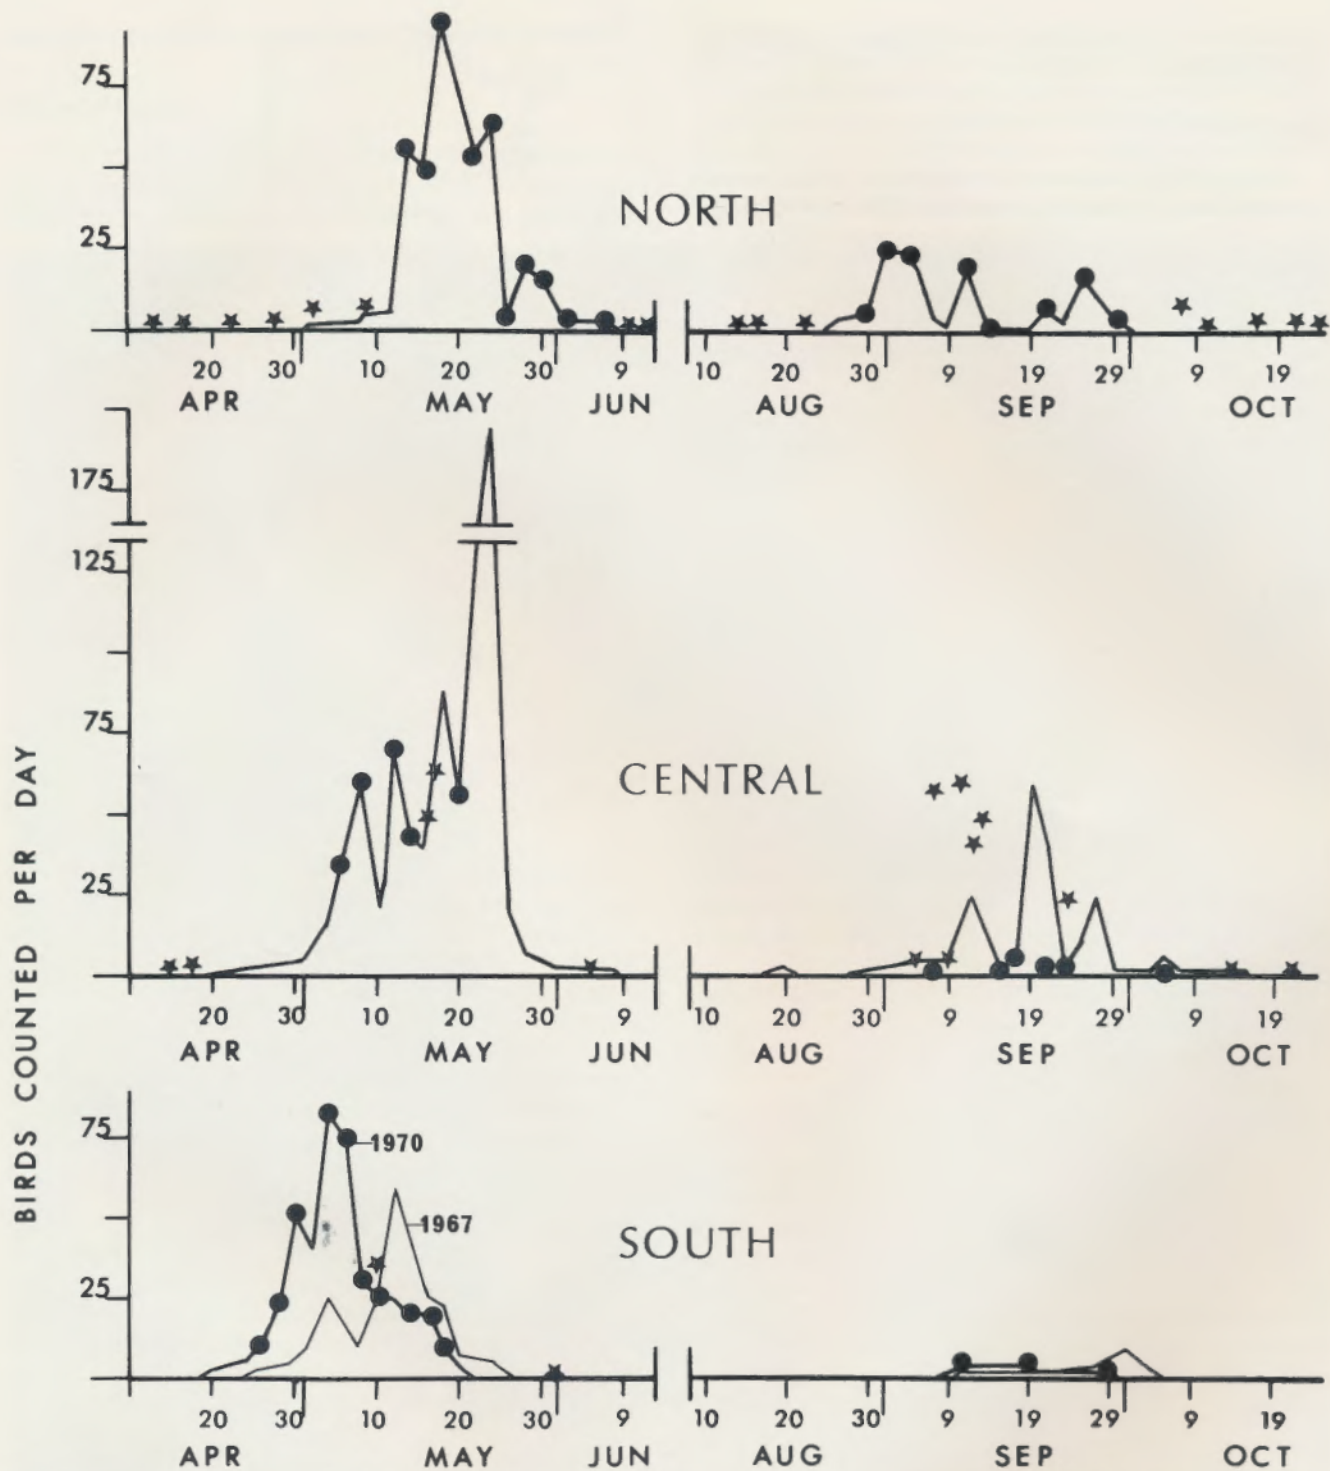 75
25
NORTH
20 30 10 20 30 9 10 20 30 9 19 29 9 19
APR MAY JUN AUG SEP OCT
175
125
75
25
CENTRAL
20 30 10 20 30 9 10 20 30 9 19 29 9 19
APR MAY JUN AUG SEP OCT
BIRDS COUNTED PER DAY
75
1970
1967
SOUTH
25
20 30 10 20 30 9 10 20 30 9 19 29 9 19
APR MAY JUN AUG SEP OCT